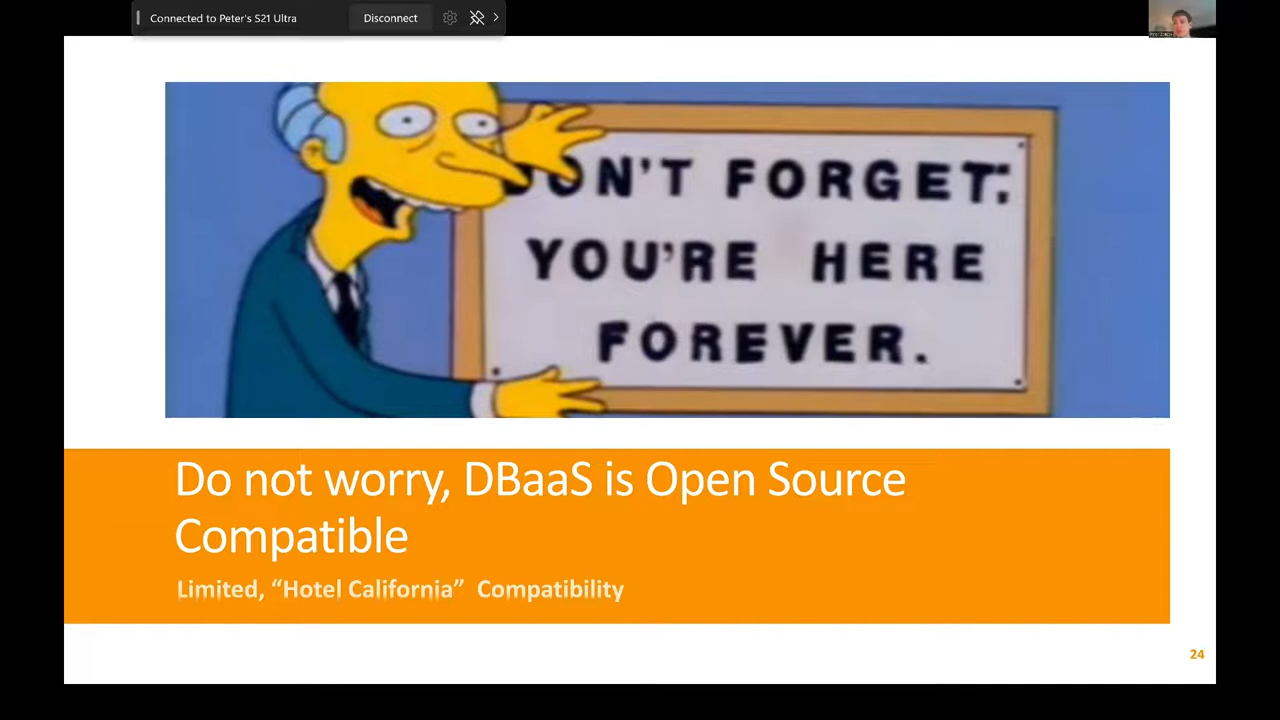 Connected to Peter's S21 Ultra
Disconnect
DON'T FORGET:
YOU'RE HERE
FOREVER.
Do not worry, DBaaS is Open Source
Compatible
Limited, “Hotel California”  Compatibility
24